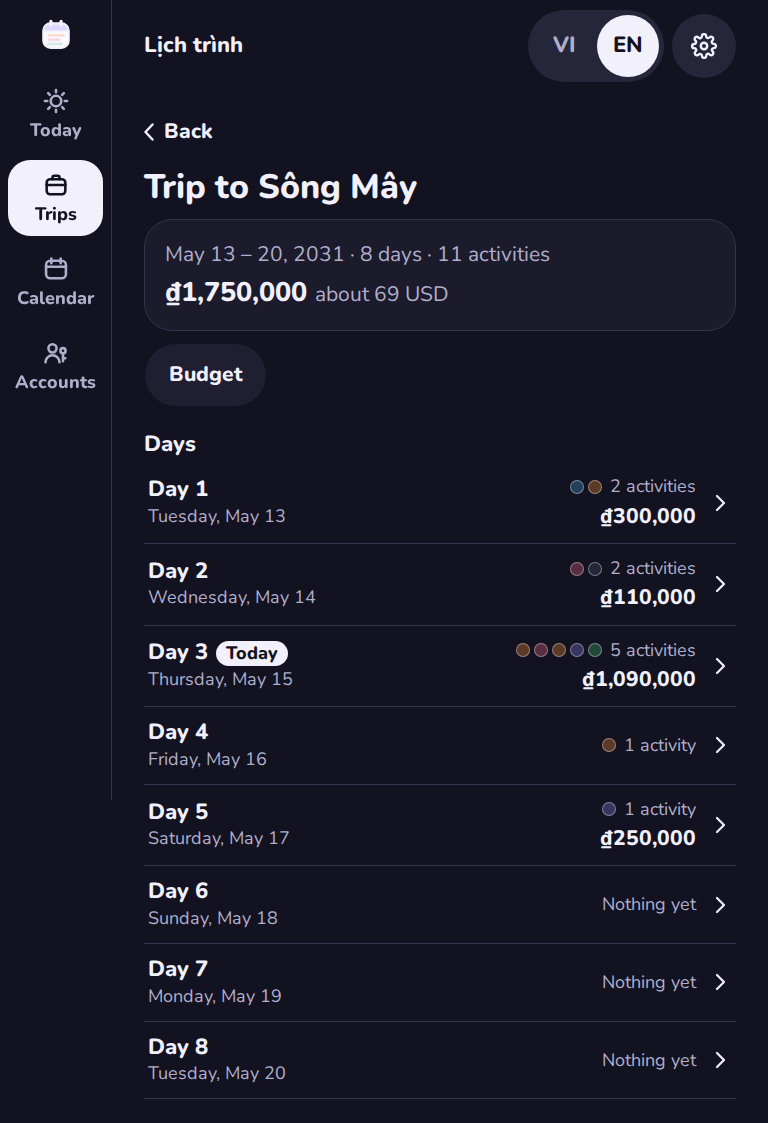 Lịch trình
VI
EN
Today
Trips
Calendar
Accounts
Back
Trip to Sông Mây
May 13 – 20, 2031 · 8 days · 11 activities
₫1,750,000 about 69 USD
Budget
Days
Day 1
2 activities
Tuesday, May 13
₫300,000
Day 2
2 activities
Wednesday, May 14
₫110,000
Day 3 Today
5 activities
Thursday, May 15
₫1,090,000
Day 4
Friday, May 16
1 activity
Day 5
1 activity
Saturday, May 17
₫250,000
Day 6
Sunday, May 18
Nothing yet
Day 7
Monday, May 19
Nothing yet
Day 8
Tuesday, May 20
Nothing yet